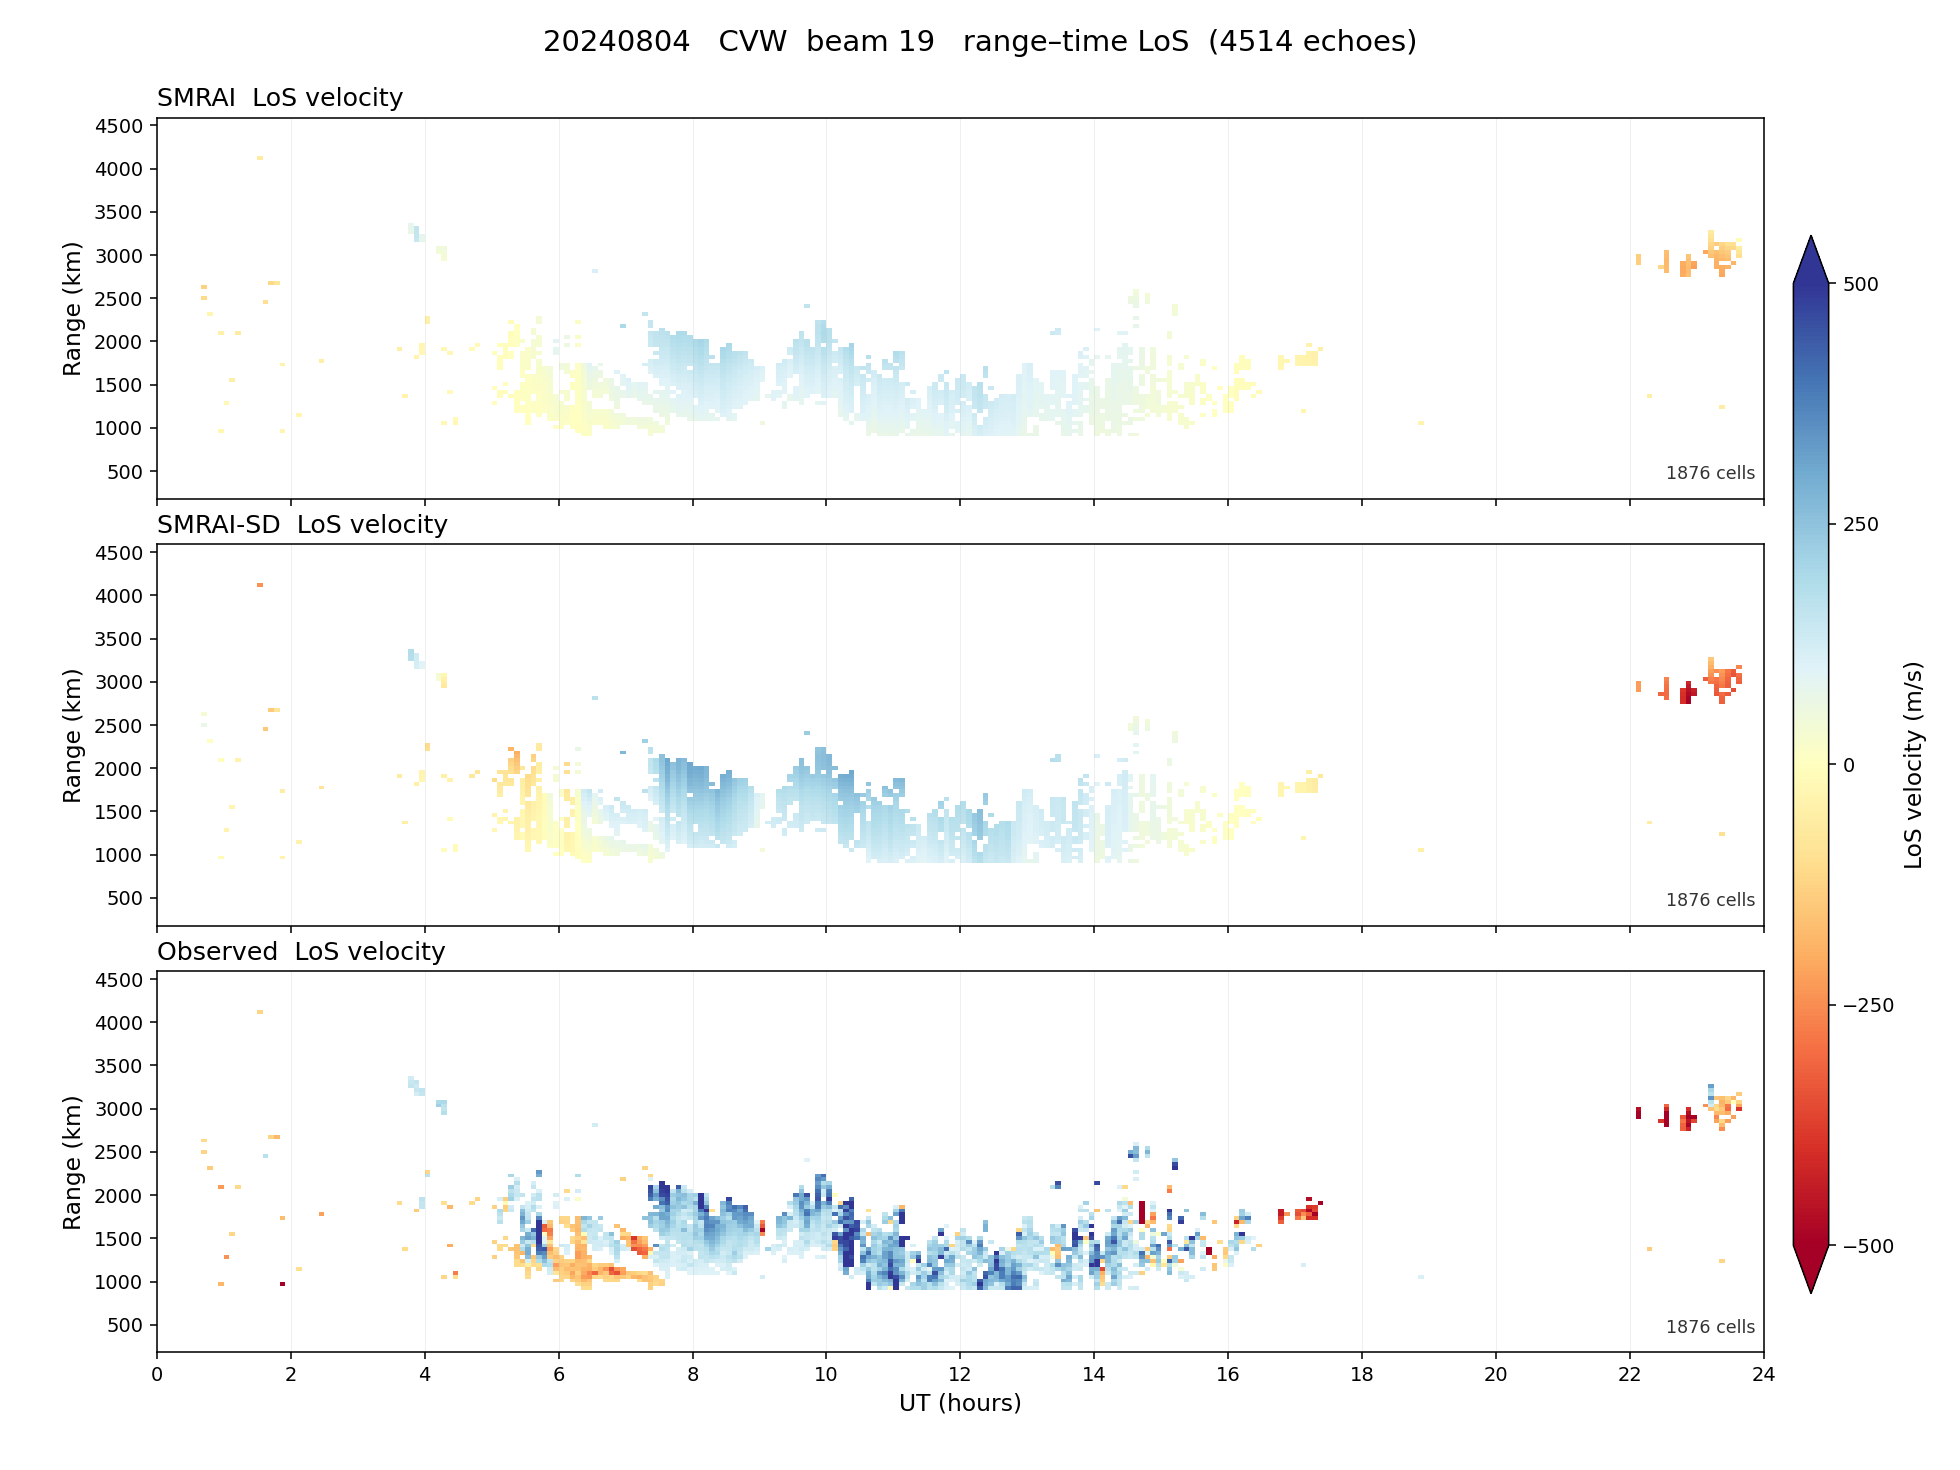 20240804   CVW  beam 19   range–time LoS  (4514 echoes)
SMRAI  LoS velocity
4500
4000
3500
3000
2500
2000
1500
1000
500
Range (km)
1876 cells
SMRAI-SD  LoS velocity
4500
4000
3500
3000
2500
2000
1500
1000
500
Range (km)
1876 cells
Observed  LoS velocity
4500
4000
3500
3000
2500
2000
1500
1000
500
Range (km)
1876 cells
0 2 4 6 8 10 12 14 16 18 20 22 24
UT (hours)
500
250
0
−250
−500
LoS velocity (m/s)